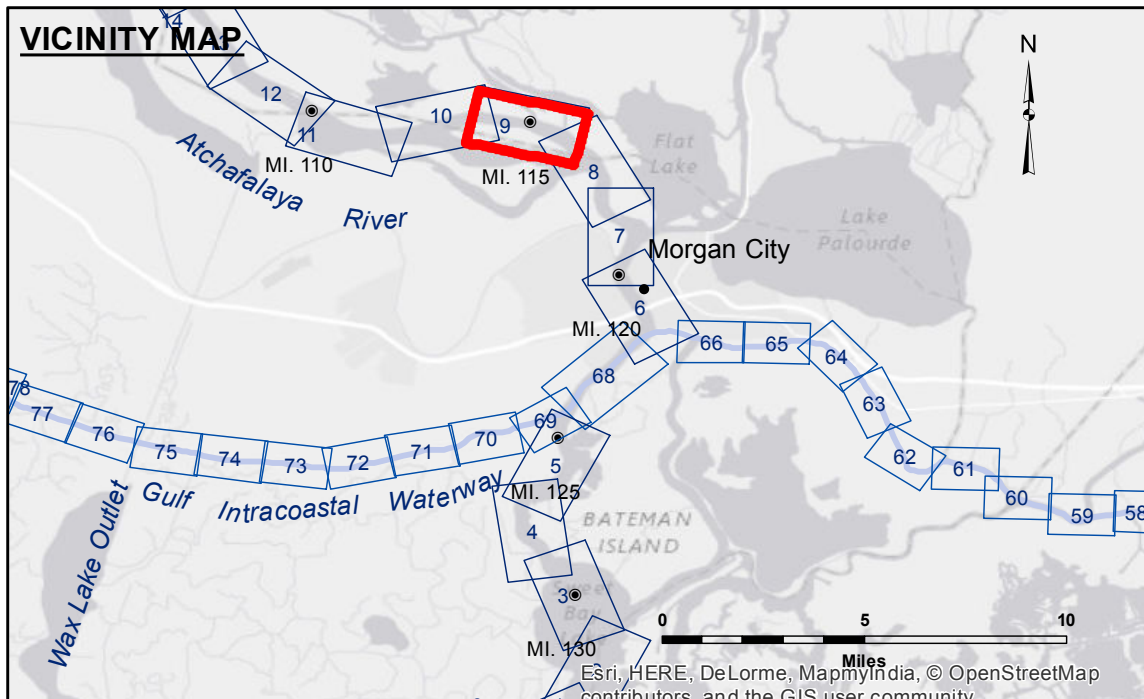 VICINITY MAP
N
14
13
12
11
10
9
8
7
6
MI. 110
MI. 115
Atchafalaya River
Flat
Lake
Lake
Palourde
Morgan City
MI. 120
66
65
64
63
62
61
60
59
58
68
69
70
71
72
73
74
75
76
77
78
5
MI. 125
4
3
Gulf Intracoastal Waterway
Wax Lake Outlet
BATEMAN
ISLAND
Sweet
Bay
MI. 130
0 5 10
Miles
Esri, HERE, DeLorme, MapmyIndia, © OpenStreetMap
contributors, and the GIS user community